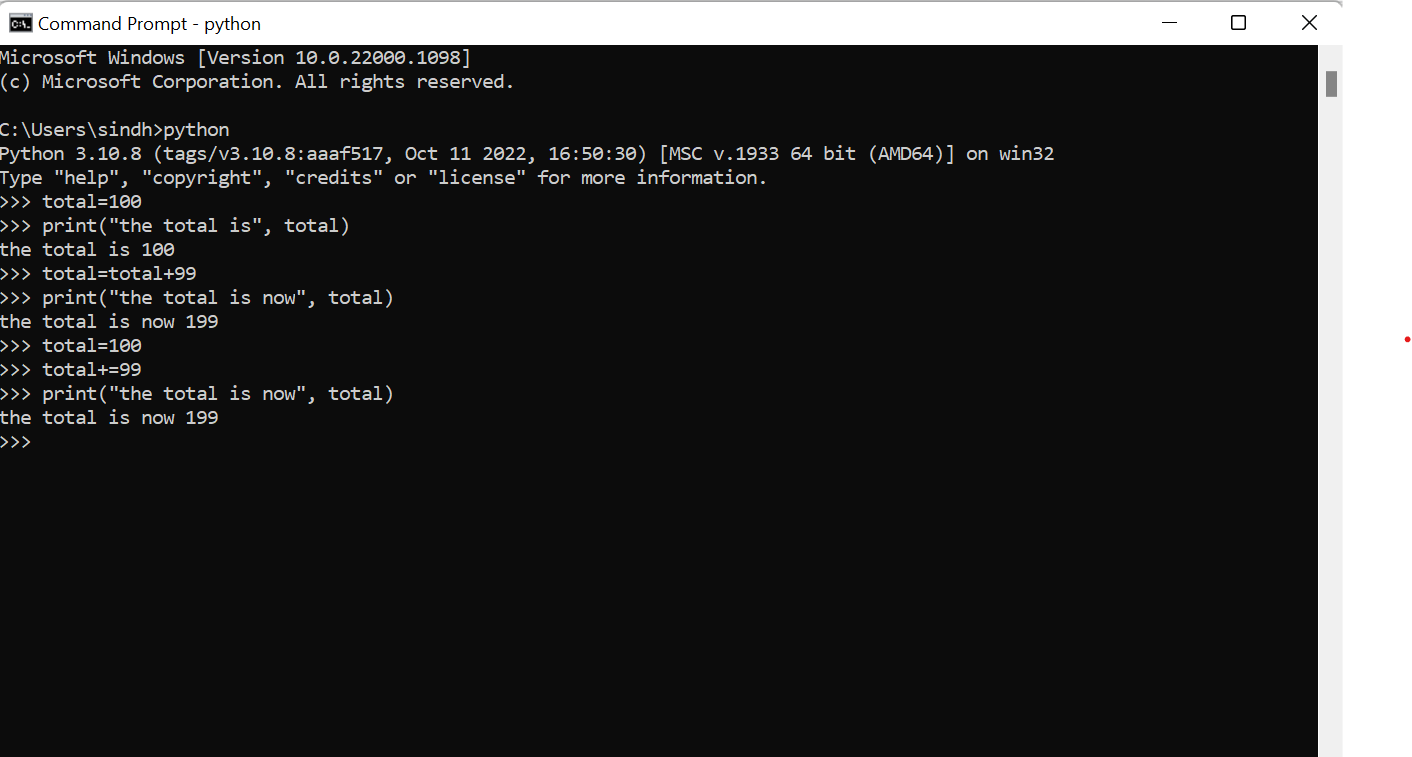 Command Prompt - python
Microsoft Windows [Version 10.0.22000.1098]
(c) Microsoft Corporation. All rights reserved.
C:\Users\sindh>python
Python 3.10.8 (tags/v3.10.8:aaaf517, Oct 11 2022, 16:50:30) [MSC v.1933 64 bit (AMD64)] on win32
Type "help", "copyright", "credits" or "license" for more information.
>>> total=100
>>> print("the total is", total)
the total is 100
>>> total=total+99
>>> print("the total is now", total)
the total is now 199
>>> total=100
>>> total+=99
>>> print("the total is now", total)
the total is now 199
>>>